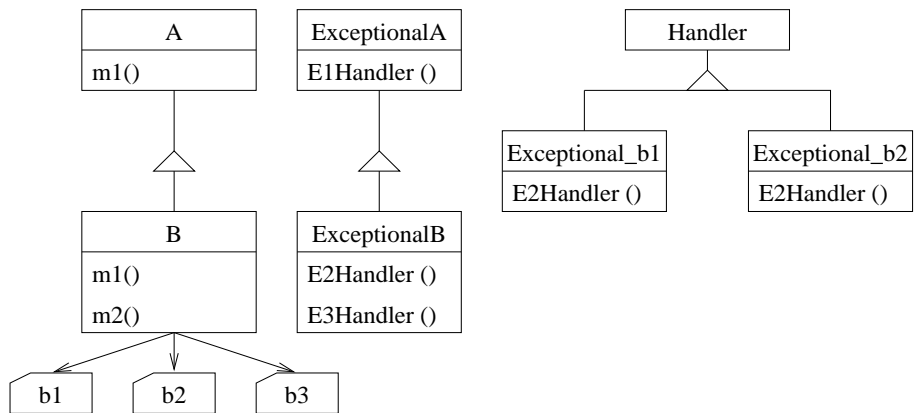 A
m1()
ExceptionalA
E1Handler ()
Handler
Exceptional_b1
E2Handler ()
Exceptional_b2
E2Handler ()
B
m1()
m2()
ExceptionalB
E2Handler ()
E3Handler ()
b1
b2
b3